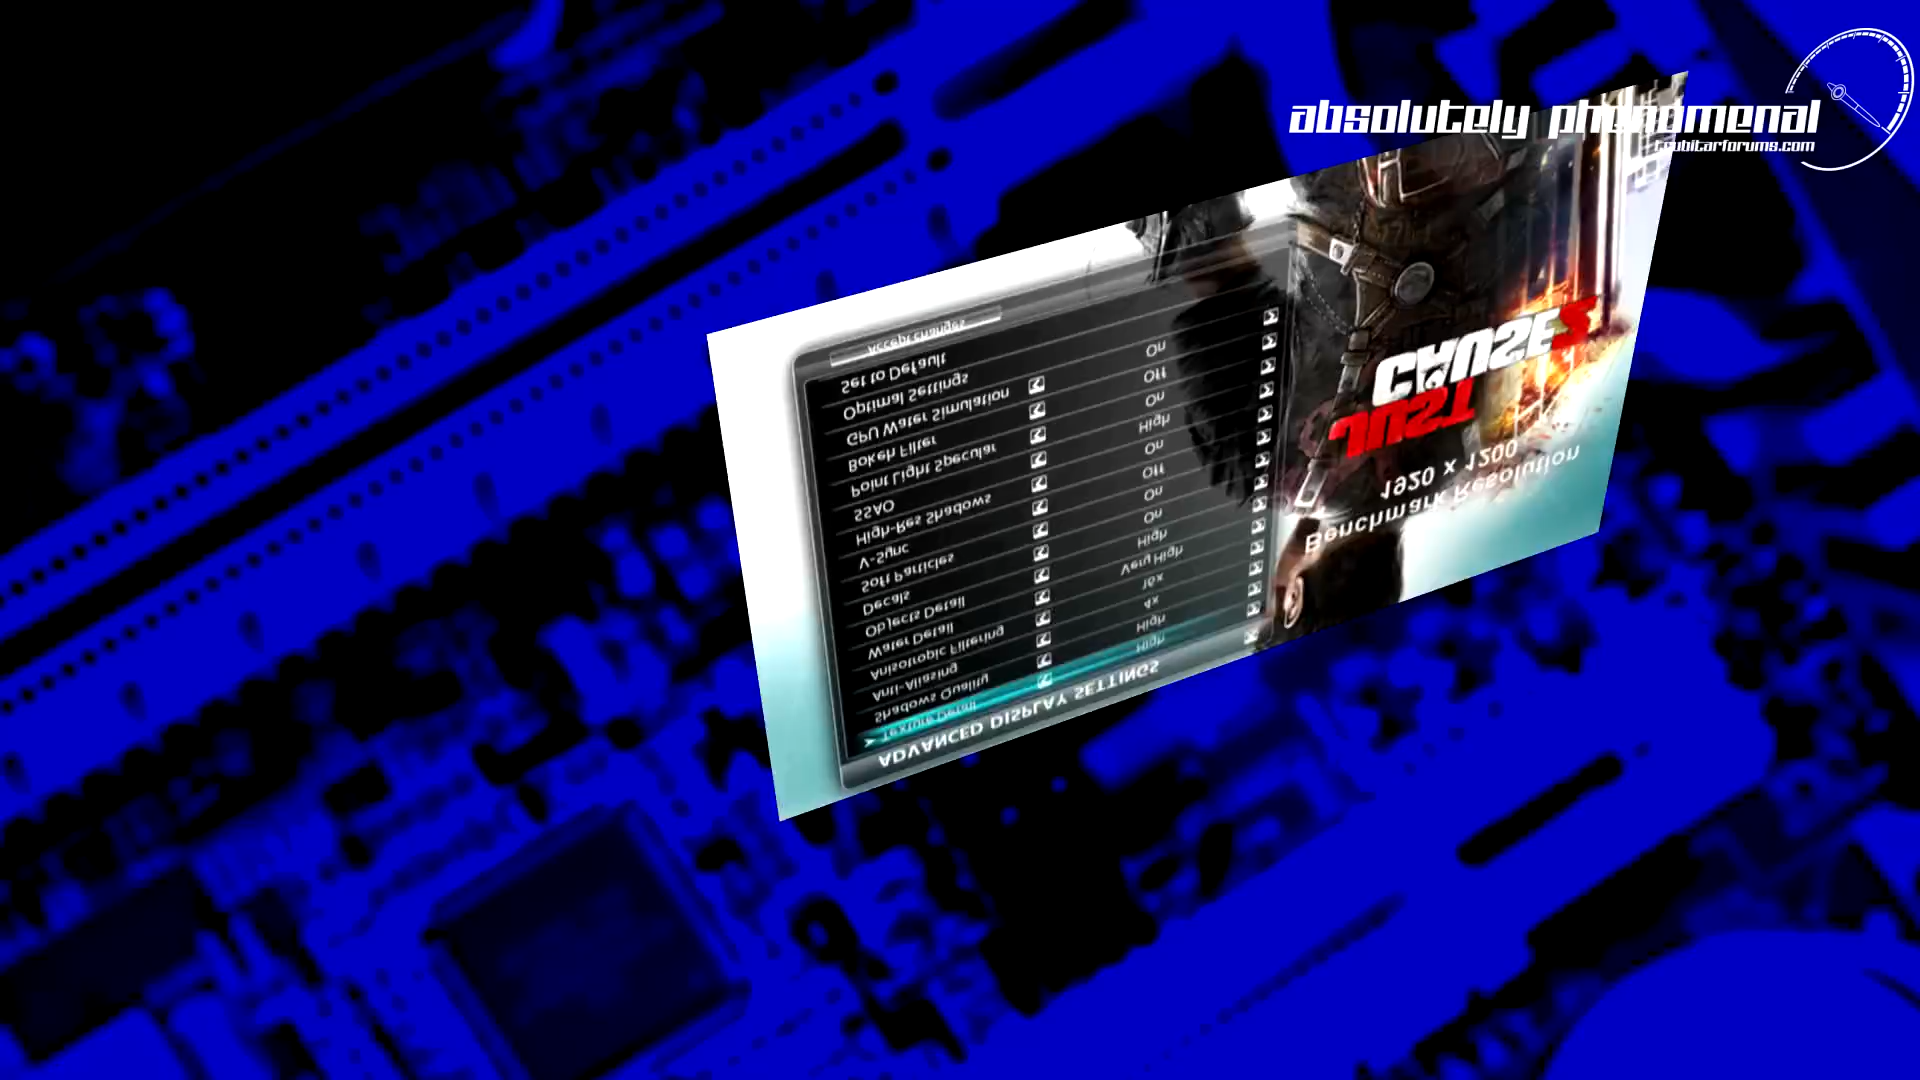 absolutely phenomenal
ADVANCED DISPLAY SETTINGS
Texture Detail High
Shadows Quality High
Anti-Aliasing 4x
Anisotropic Filtering 16x
Water Detail Very High
Objects Detail High
Decals On
Soft Particles On
V-Sync Off
High-Res Shadows On
SSAO High
Point Light Specular On
Bokeh Filter Off
GPU Water Simulation On
Optimal Settings
Set to Default
Accept changes
Benchmark Resolution
1920 x 1200
JUST
CAUSE 2